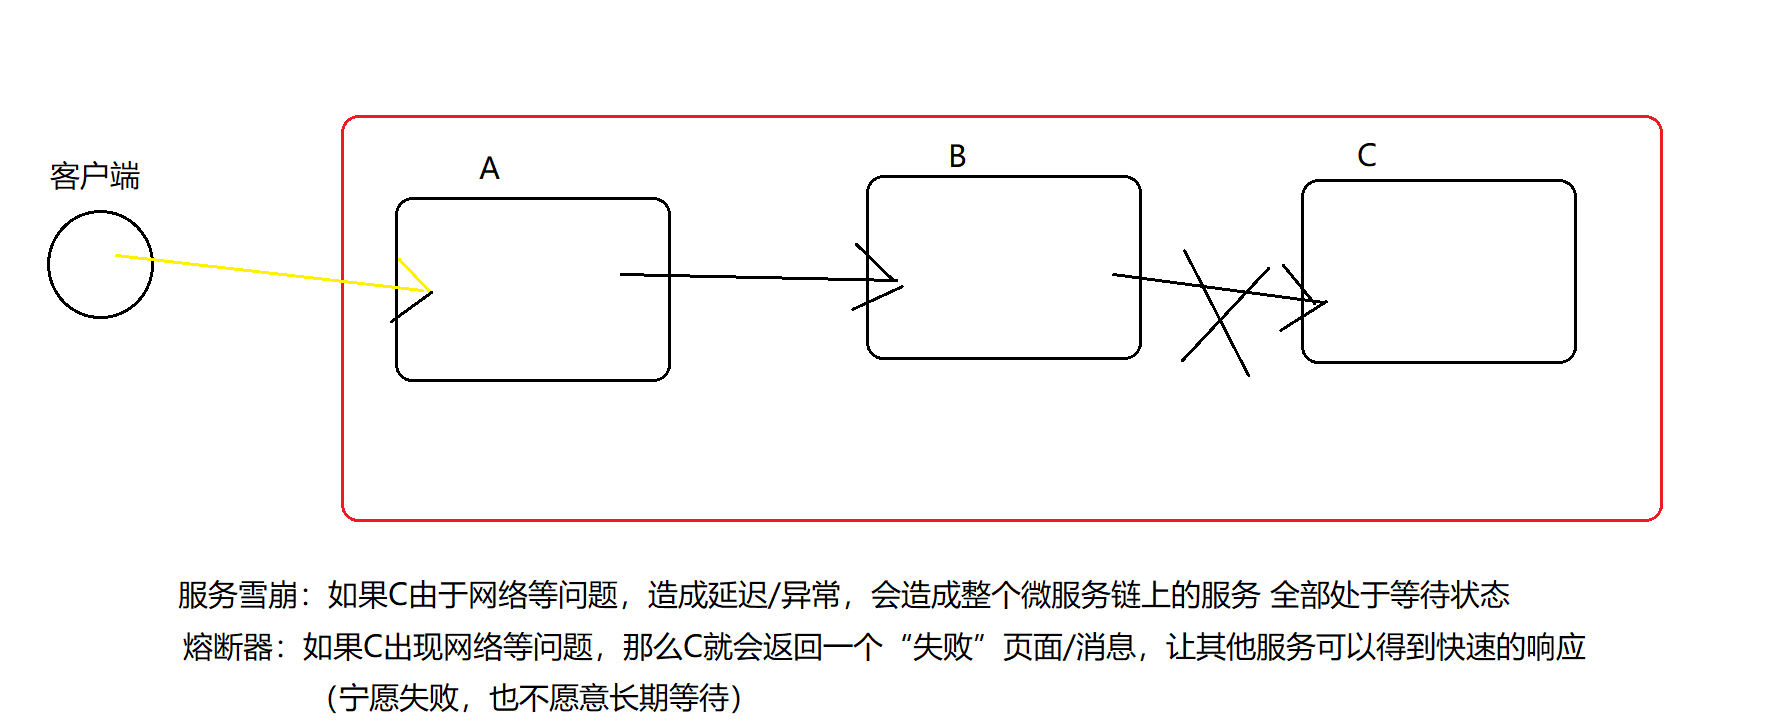 客户端
A
B
C
服务雪崩：如果C由于网络等问题，造成延迟/异常，会造成整个微服务链上的服务 全部处于等待状态
熔断器：如果C出现网络等问题，那么C就会返回一个“失败”页面/消息，让其他服务可以得到快速的响应
（宁愿失败，也不愿意长期等待）